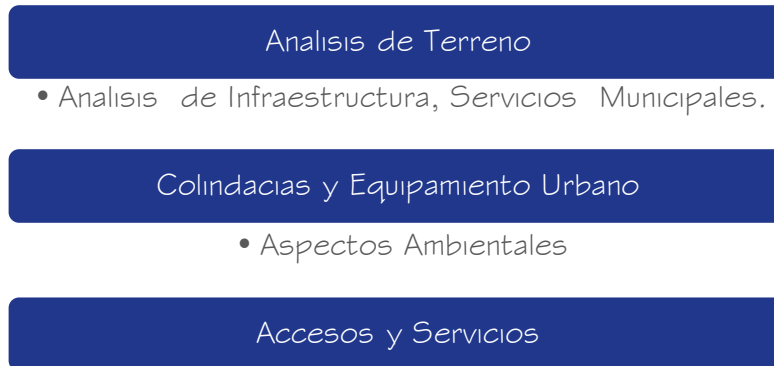 Analisis de Terreno
• Analisis de Infraestructura, Servicios Municipales.
Colindacias y Equipamiento Urbano
• Aspectos Ambientales
Accesos y Servicios